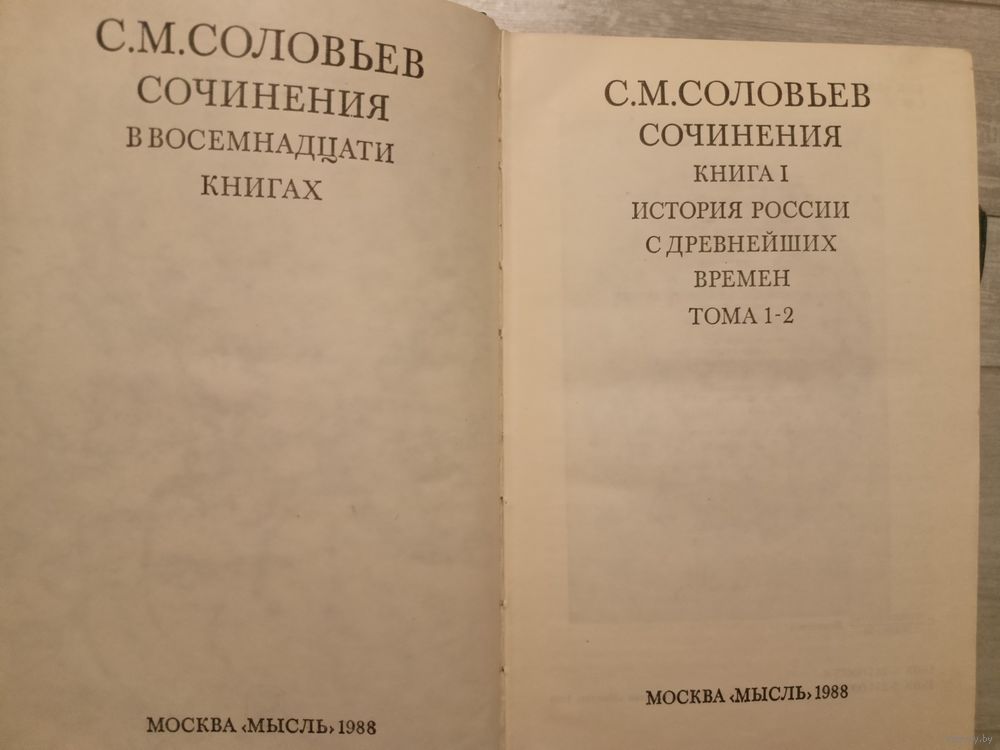 С.М.СОЛОВЬЕВ
СОЧИНЕНИЯ
В ВОСЕМНАДЦАТИ
КНИГАХ
МОСКВА «МЫСЛЬ» 1988
С.М.СОЛОВЬЕВ
СОЧИНЕНИЯ
КНИГА I
ИСТОРИЯ РОССИИ
С ДРЕВНЕЙШИХ
ВРЕМЕН
ТОМА 1-2
МОСКВА «МЫСЛЬ» 1988